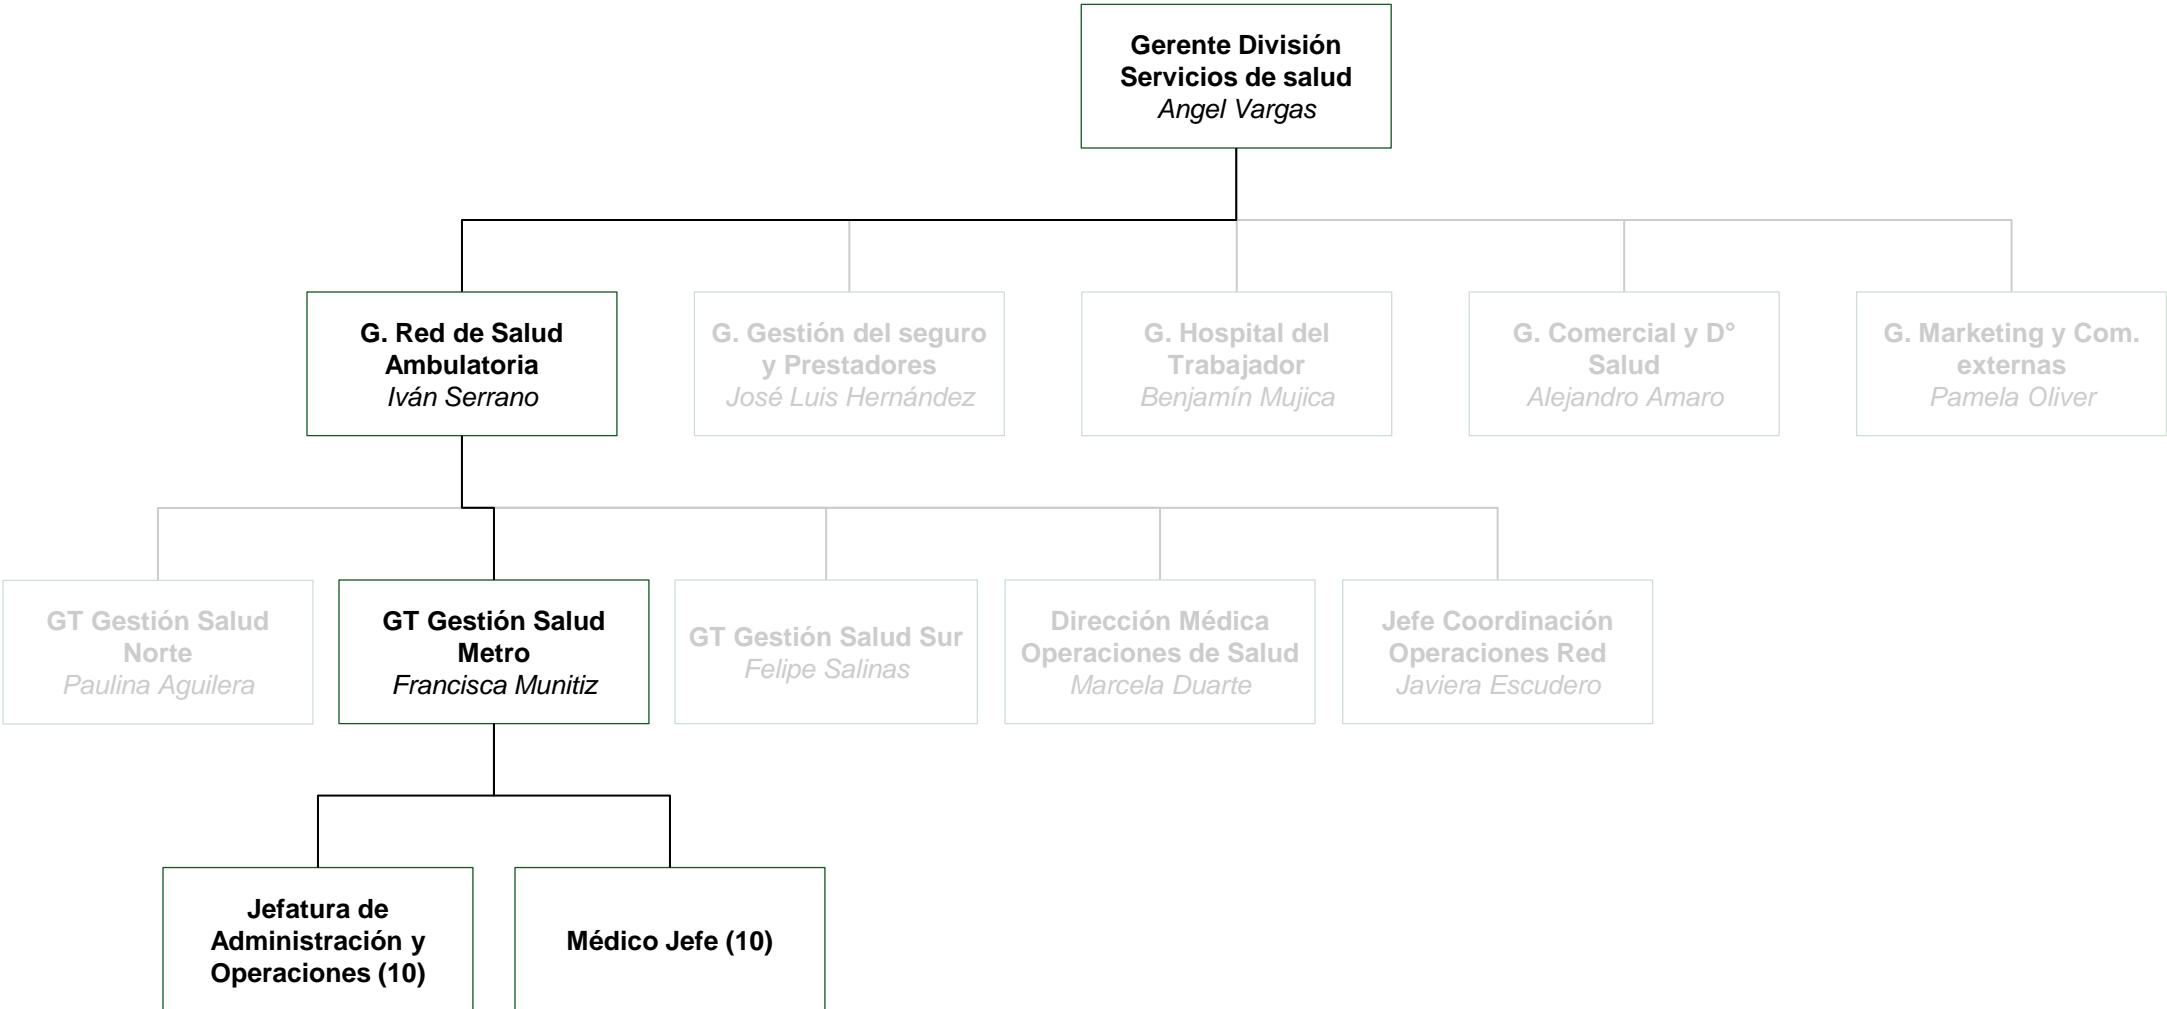 Gerente División
Servicios de salud
Angel Vargas
G. Red de Salud
Ambulatoria
Iván Serrano
G. Gestión del seguro
y Prestadores
José Luis Hernández
G. Hospital del
Trabajador
Benjamín Mujica
G. Comercial y D°
Salud
Alejandro Amaro
G. Marketing y Com.
externas
Pamela Oliver
GT Gestión Salud
Norte
Paulina Aguilera
GT Gestión Salud
Metro
Francisca Munitiz
GT Gestión Salud Sur
Felipe Salinas
Dirección Médica
Operaciones de Salud
Marcela Duarte
Jefe Coordinación
Operaciones Red
Javiera Escudero
Jefatura de
Administración y
Operaciones (10)
Médico Jefe (10)